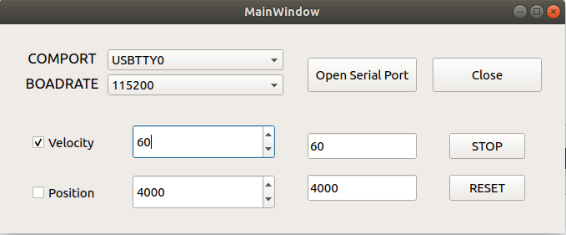 MainWindow
COMPORT USBTTY0 Open Serial Port Close
BOADRATE 115200
Velocity 60 60 STOP
Position 4000 4000 RESET